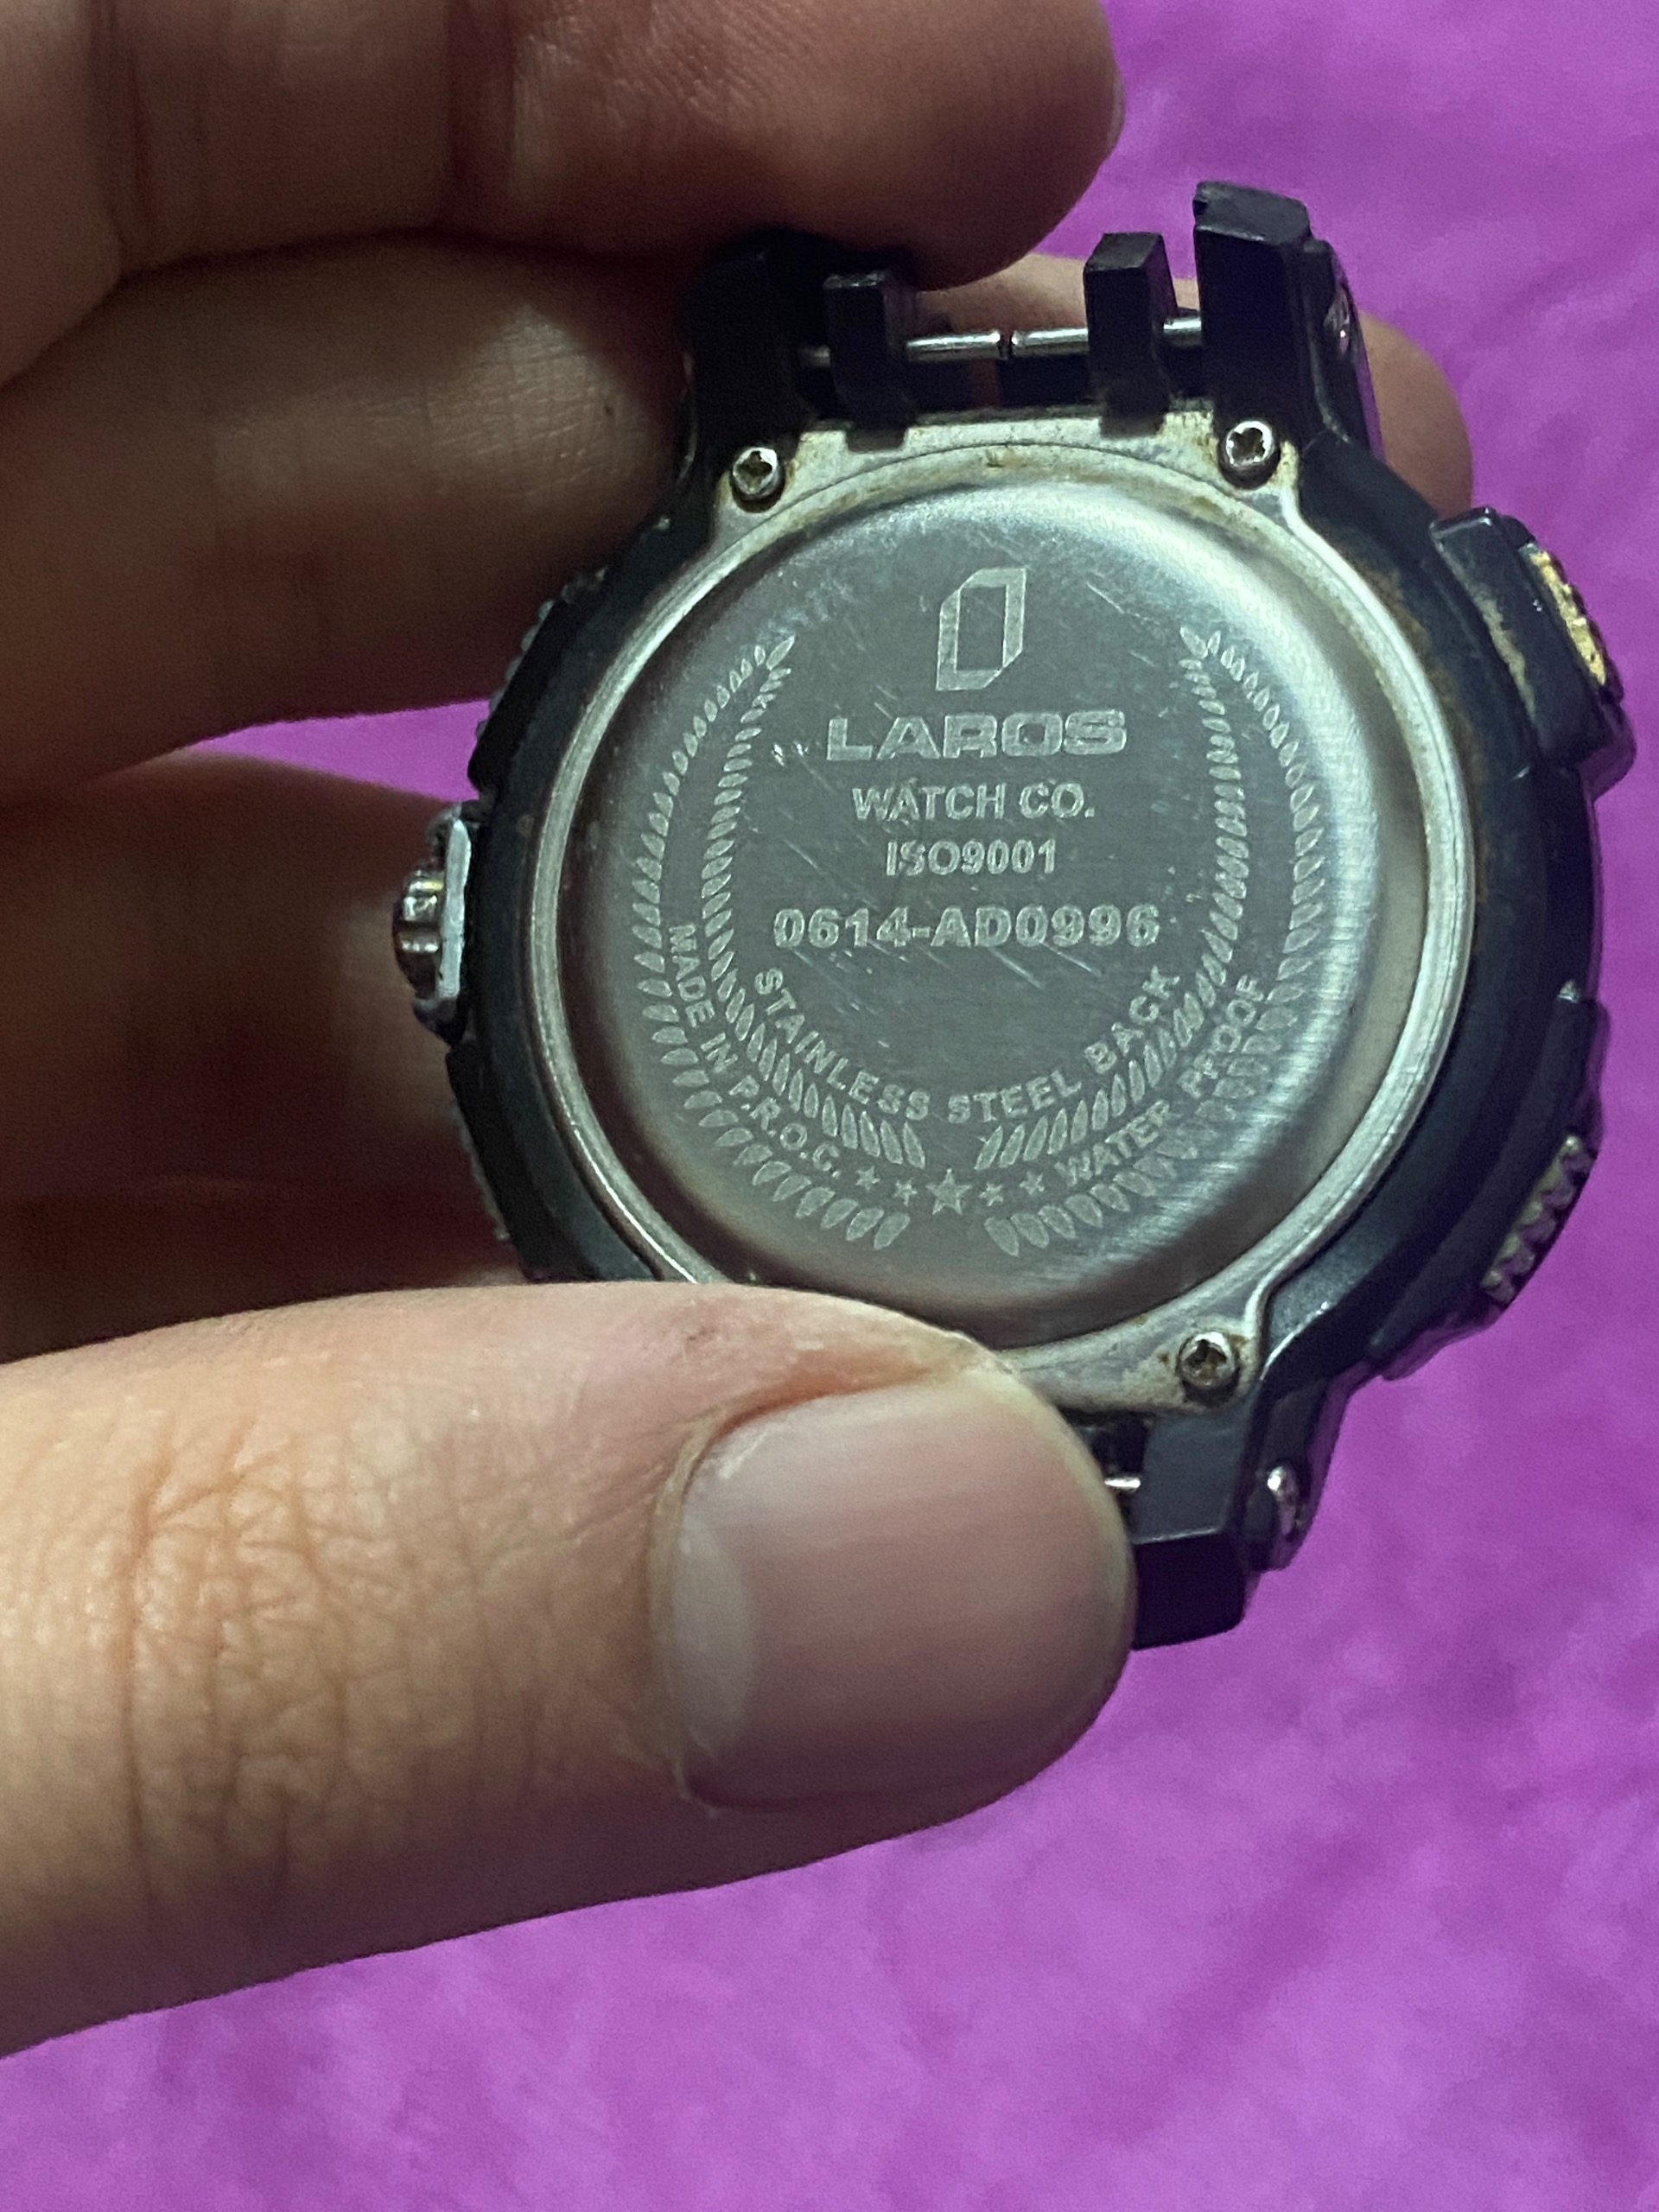 LAROS
WATCH CO.
ISO9001
0614-AD0996
STAINLESS STEEL BACK
MADE IN P.R.O.C. ★ ★ ★ ★ ★ WATER PROOF